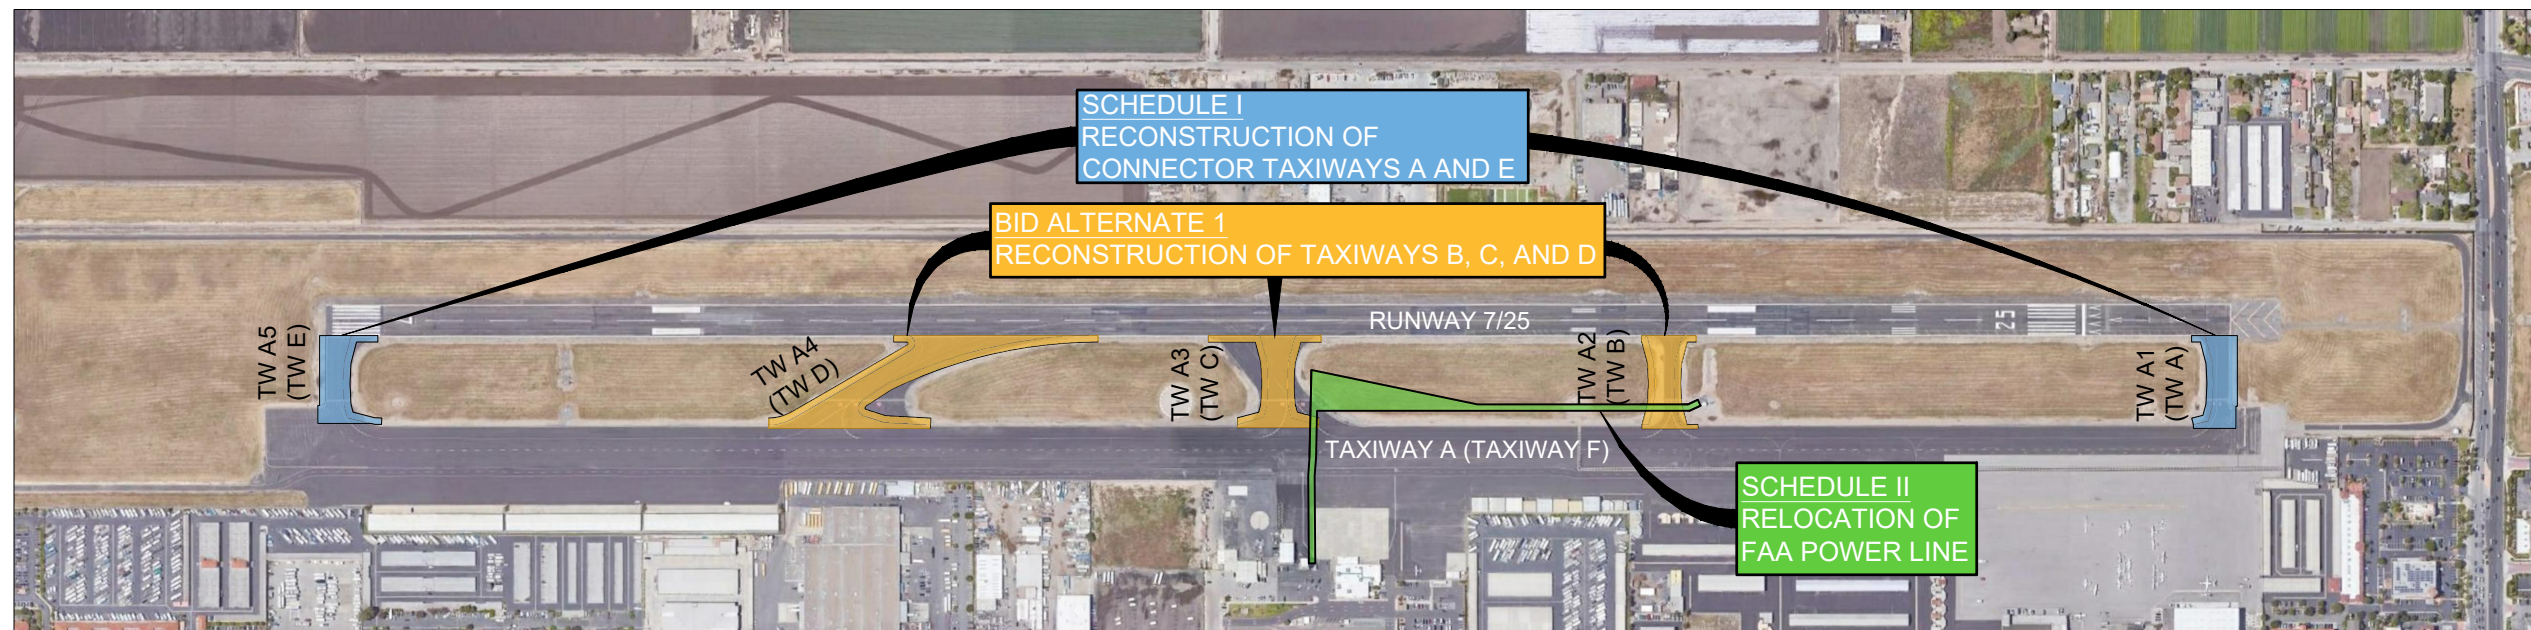 SCHEDULE I
RECONSTRUCTION OF
CONNECTOR TAXIWAYS A AND E
BID ALTERNATE 1
RECONSTRUCTION OF TAXIWAYS B, C, AND D
RUNWAY 7/25
25
TW A5
(TW E)
TW A4
(TW D)
TW A3
(TW C)
TW A2
(TW B)
TW A1
(TW A)
TAXIWAY A (TAXIWAY F)
SCHEDULE II
RELOCATION OF
FAA POWER LINE